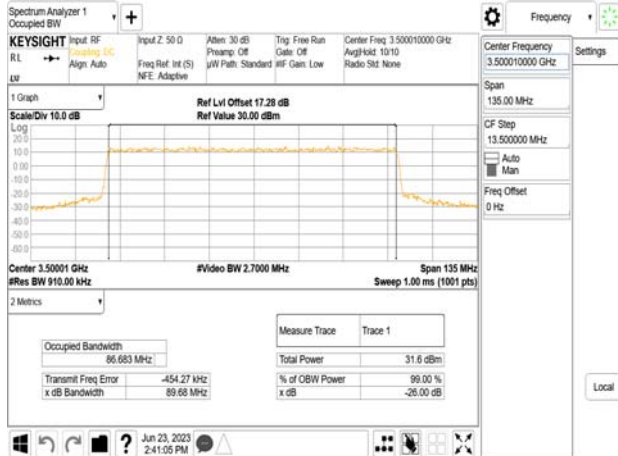 Spectrum Analyzer 1
Occupied BW
Frequency
KEYSIGHT
RL
Input: RF
Coupling: DC
Align: Auto
Input Z: 50 Ω
Freq Ref: Int (S)
NFE: Adaptive
Atten: 30 dB
Preamp: Off
µW Path: Standard
Trig: Free Run
Gate: Off
#IF Gain: Low
Center Freq: 3.500010000 GHz
Avg|Hold: 10/10
Radio Std: None
1 Graph
Scale/Div 10.0 dB
Ref Lvl Offset 17.28 dB
Ref Value 30.00 dBm
Log
20.0
10.0
0.00
-10.0
-20.0
-30.0
-40.0
-50.0
-60.0
Center 3.50001 GHz
#Res BW 910.00 kHz
#Video BW 2.7000 MHz
Span 135 MHz
Sweep 1.00 ms (1001 pts)
2 Metrics
Measure Trace
Trace 1
Occupied Bandwidth
86.683 MHz
Total Power
31.6 dBm
Transmit Freq Error
-454.27 kHz
% of OBW Power
99.00 %
x dB Bandwidth
89.68 MHz
x dB
-26.00 dB
Center Frequency
3.500010000 GHz
Settings
Span
135.00 MHz
CF Step
13.500000 MHz
Auto
Man
Freq Offset
0 Hz
Local
?
Jun 23, 2023
2:41:05 PM